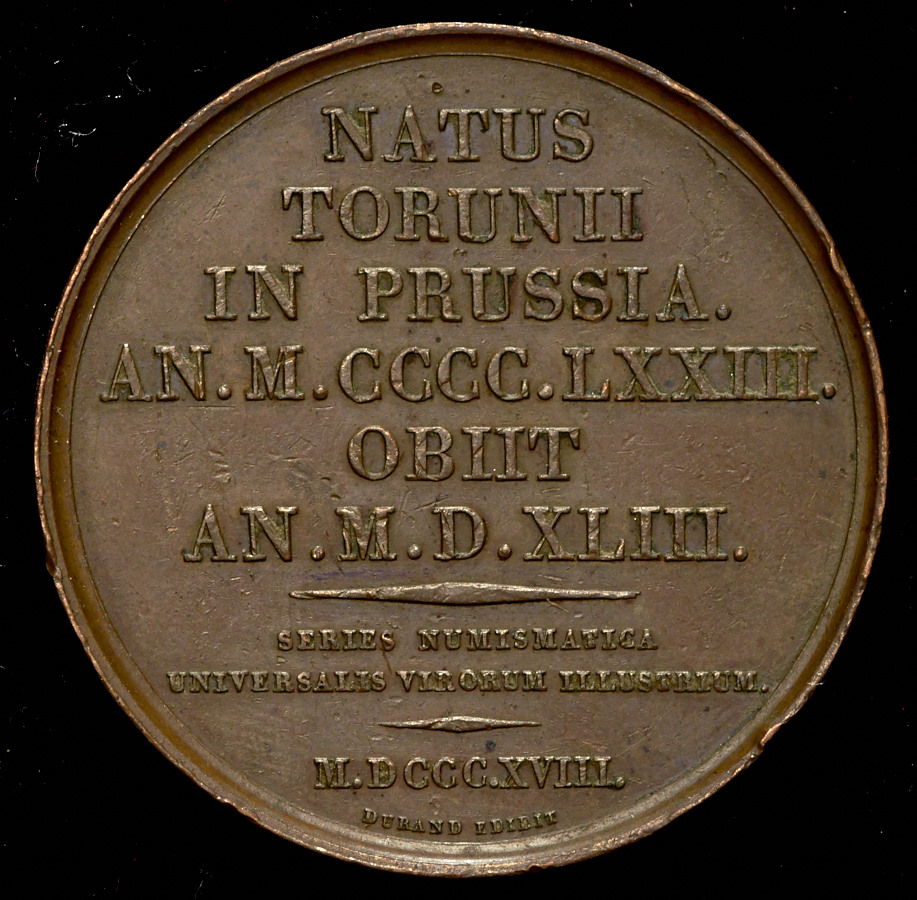 NATUS
TORUNII
IN PRUSSIA.
AN.M.CCCC.LXXIII.
OBIIT
AN.M.D.XLIII.
SERIES NUMISMATICA
UNIVERSALIS VIRORUM ILLUSTRIUM.
M.DCCC.XVIII.
DURAND EDIDIT